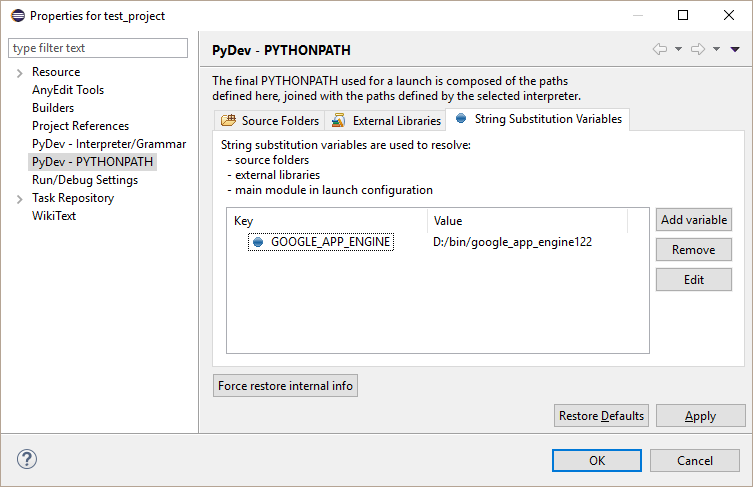 Properties for test_project
type filter text
Resource
AnyEdit Tools
Builders
Project References
PyDev - Interpreter/Grammar
PyDev - PYTHONPATH
Run/Debug Settings
Task Repository
WikiText
PyDev - PYTHONPATH
The final PYTHONPATH used for a launch is composed of the paths
defined here, joined with the paths defined by the selected interpreter.
Source Folders External Libraries String Substitution Variables
String substitution variables are used to resolve:
- source folders
- external libraries
- main module in launch configuration
Key Value
GOOGLE_APP_ENGINE D:/bin/google_app_engine122
Add variable
Remove
Edit
Force restore internal info
Restore Defaults Apply
? OK Cancel